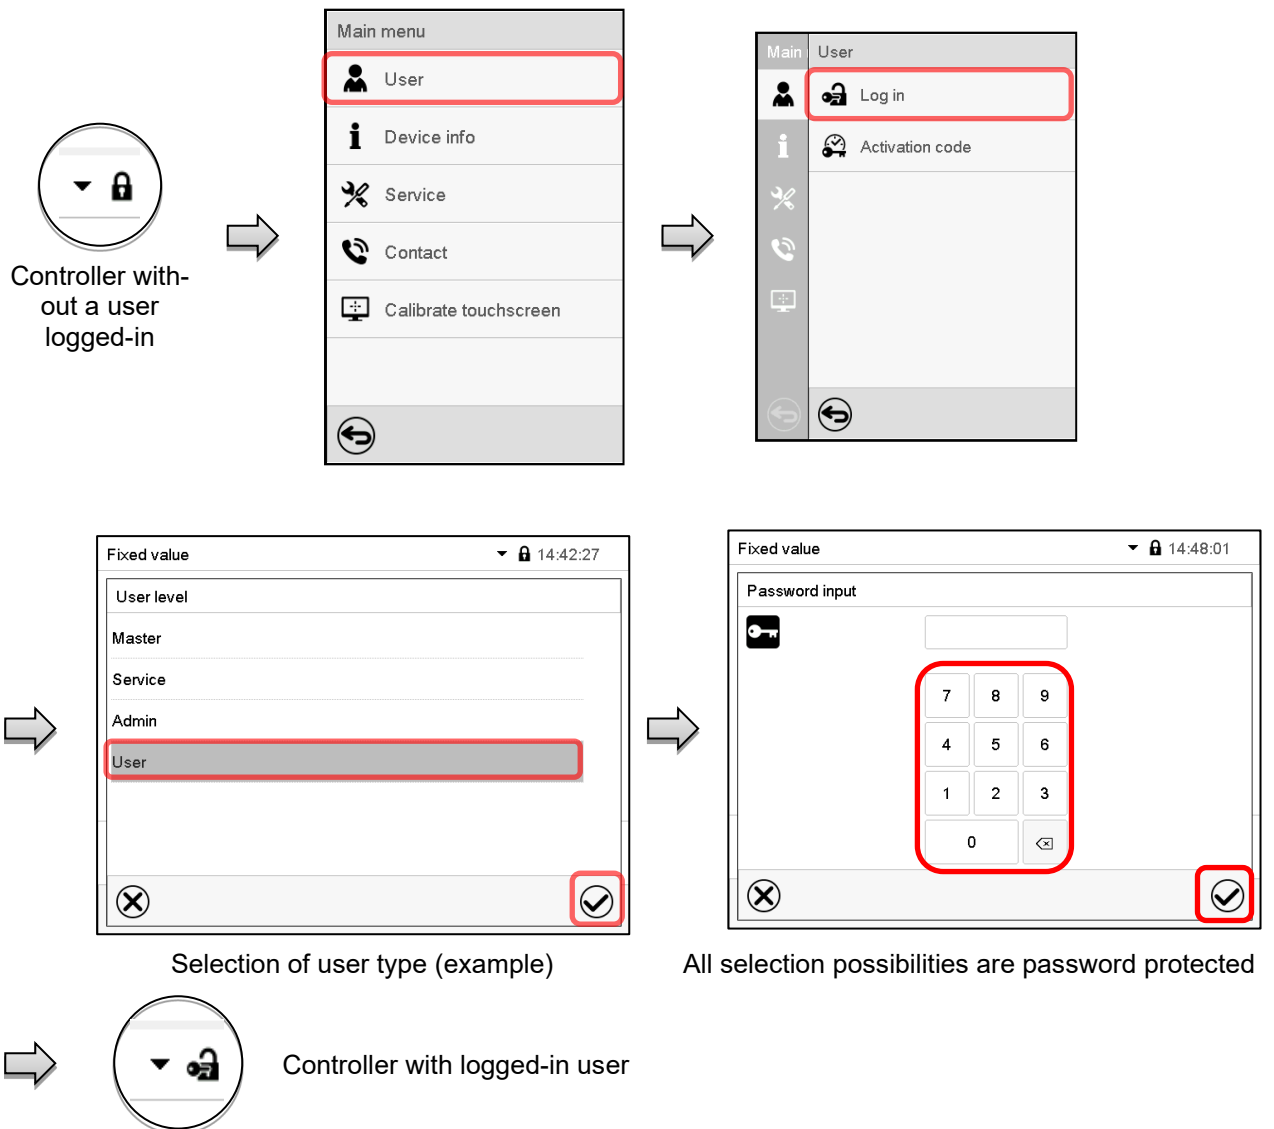 Controller with-
out a user
logged-in
Main menu
User
Device info
Service
Contact
Calibrate touchscreen
Main
User
Log in
Activation code
Fixed value
14:42:27
User level
Master
Service
Admin
User
Selection of user type (example)
Fixed value
14:48:01
Password input
7 8 9
4 5 6
1 2 3
0
All selection possibilities are password protected
Controller with logged-in user